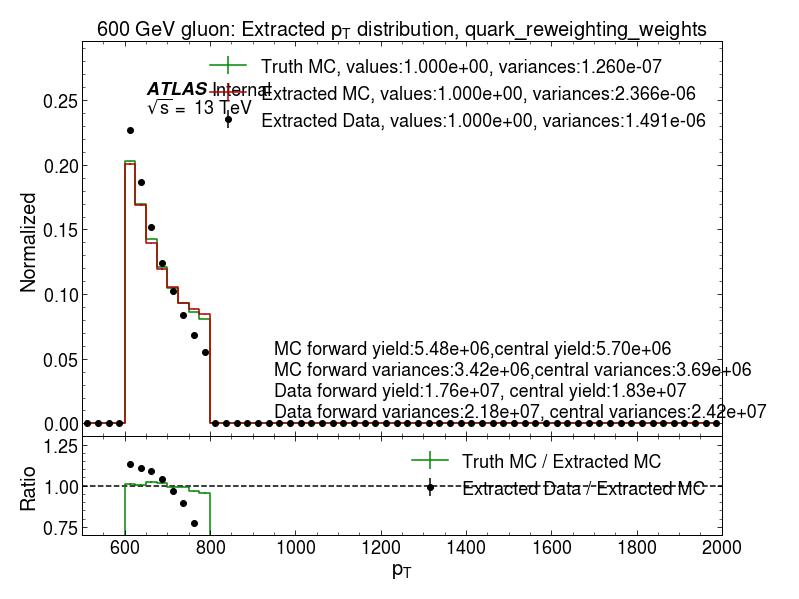 600 GeV gluon: Extracted pT distribution, quark_reweighting_weights
Truth MC, values:1.000e+00, variances:1.260e-07
ATLAS Internal
Extracted MC, values:1.000e+00, variances:2.366e-06
√s = 13 TeV
Extracted Data, values:1.000e+00, variances:1.491e-06
Normalized
0.25
0.20
0.15
0.10
0.05
0.00
MC forward yield:5.48e+06,central yield:5.70e+06
MC forward variances:3.42e+06,central variances:3.69e+06
Data forward yield:1.76e+07, central yield:1.83e+07
Data forward variances:2.18e+07, central variances:2.42e+07
Ratio
1.25
1.00
0.75
Truth MC / Extracted MC
Extracted Data / Extracted MC
600 800 1000 1200 1400 1600 1800 2000
pT